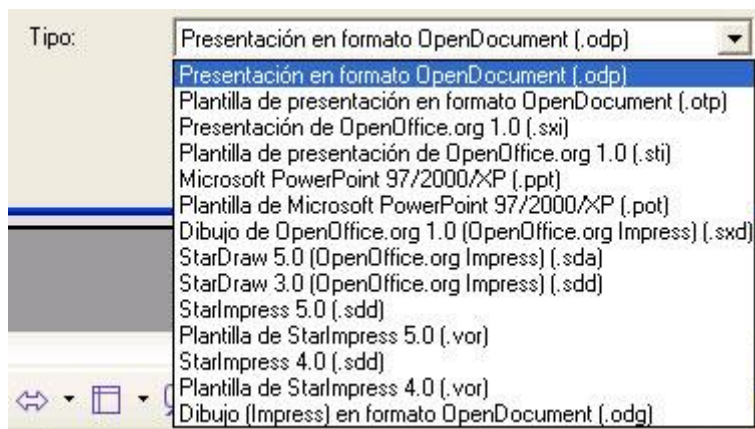 Tipo:
Presentación en formato OpenDocument (.odp)
Presentación en formato OpenDocument (.odp)
Plantilla de presentación en formato OpenDocument (.otp)
Presentación de OpenOffice.org 1.0 (.sxi)
Plantilla de presentación de OpenOffice.org 1.0 (.sti)
Microsoft PowerPoint 97/2000/XP (.ppt)
Plantilla de Microsoft PowerPoint 97/2000/XP (.pot)
Dibujo de OpenOffice.org 1.0 (OpenOffice.org Impress) (.sxd)
StarDraw 5.0 (OpenOffice.org Impress) (.sda)
StarDraw 3.0 (OpenOffice.org Impress) (.sdd)
StarImpress 5.0 (.sdd)
Plantilla de StarImpress 5.0 (.vor)
StarImpress 4.0 (.sdd)
Plantilla de StarImpress 4.0 (.vor)
Dibujo (Impress) en formato OpenDocument (.odg)